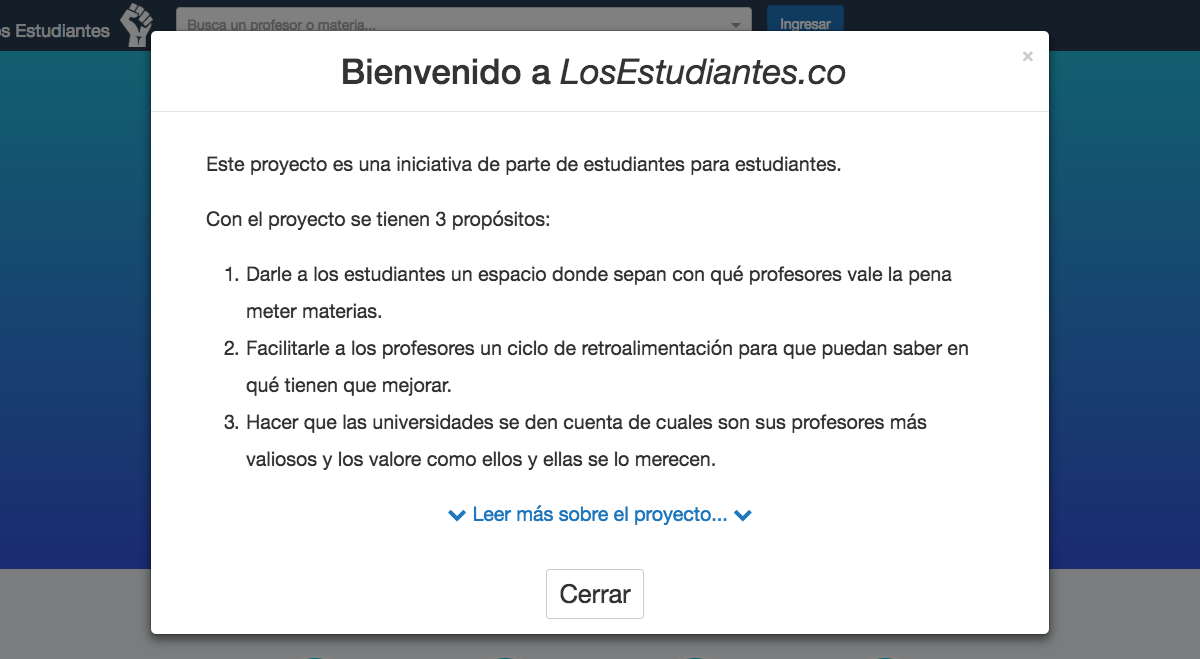 s Estudiantes
Busca un profesor o materia...
Ingresar
×
Bienvenido a LosEstudiantes.co
Este proyecto es una iniciativa de parte de estudiantes para estudiantes.
Con el proyecto se tienen 3 propósitos:
1. Darle a los estudiantes un espacio donde sepan con qué profesores vale la pena
meter materias.
2. Facilitarle a los profesores un ciclo de retroalimentación para que puedan saber en
qué tienen que mejorar.
3. Hacer que las universidades se den cuenta de cuales son sus profesores más
valiosos y los valore como ellos y ellas se lo merecen.
Leer más sobre el proyecto...
Cerrar